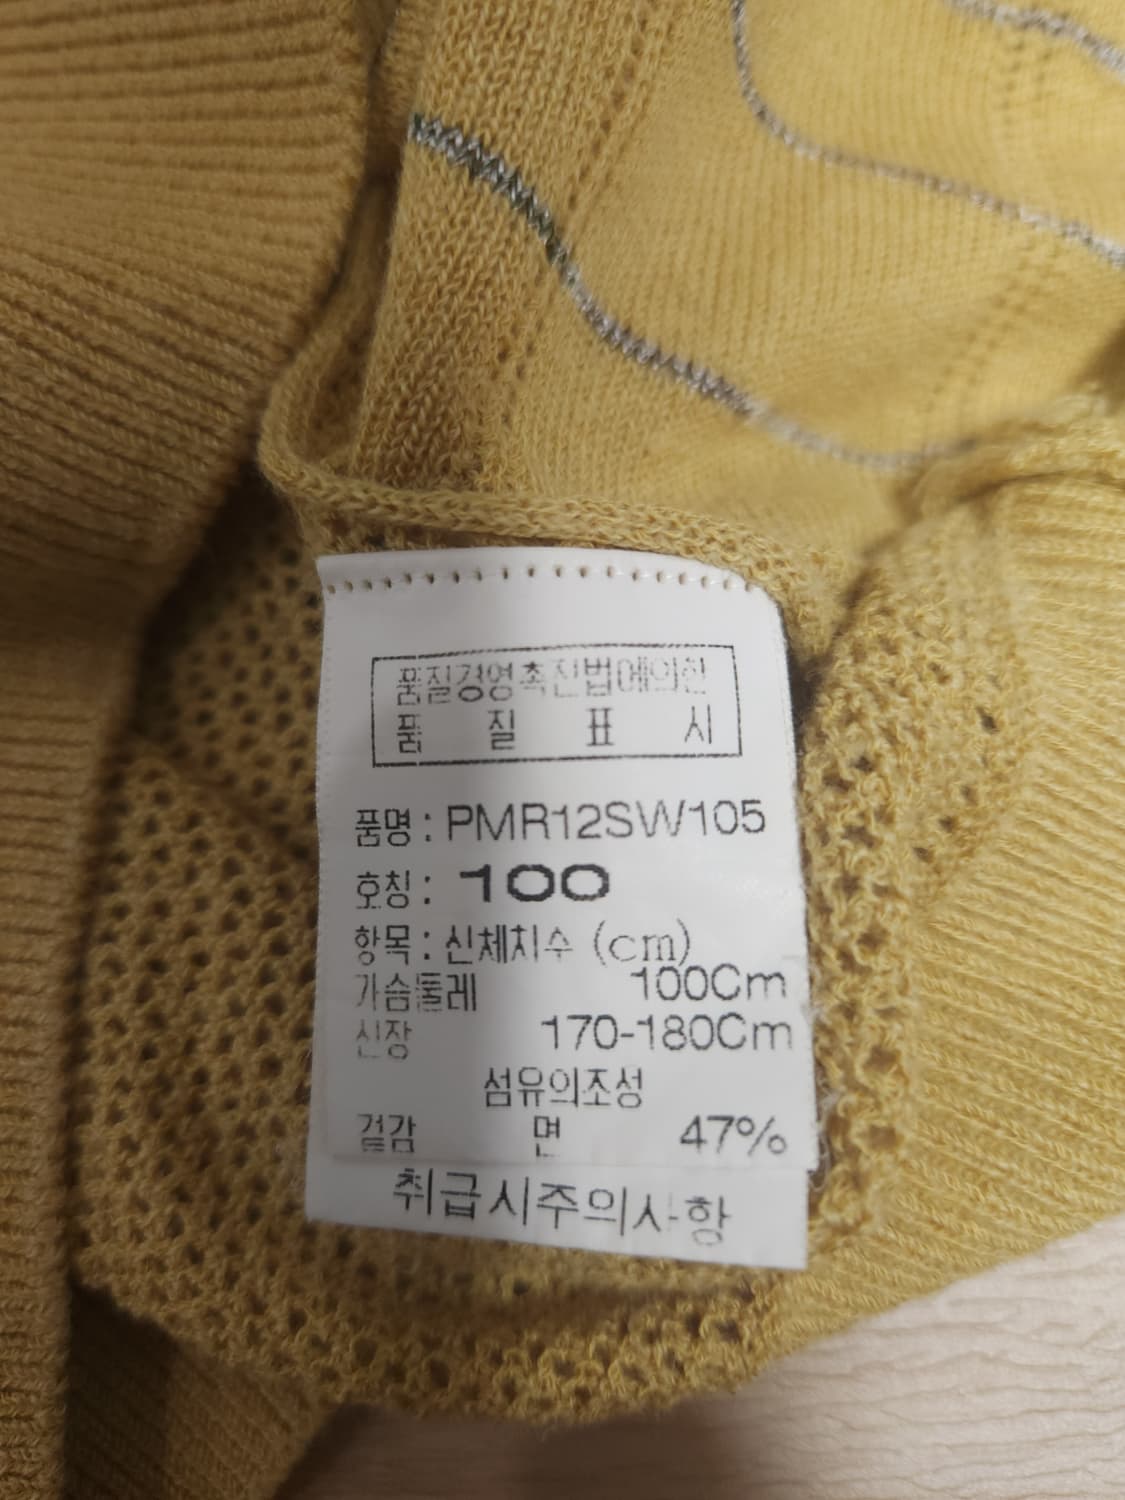 품질경영촉진법에의한
품 질 표 시
품명 : PMR12SW105
호칭 : 100
항목 : 신체치수 (cm)
가슴둘레 100Cm
신장 170-180Cm
섬유의조성
겉감 면 47%
취급시주의사항